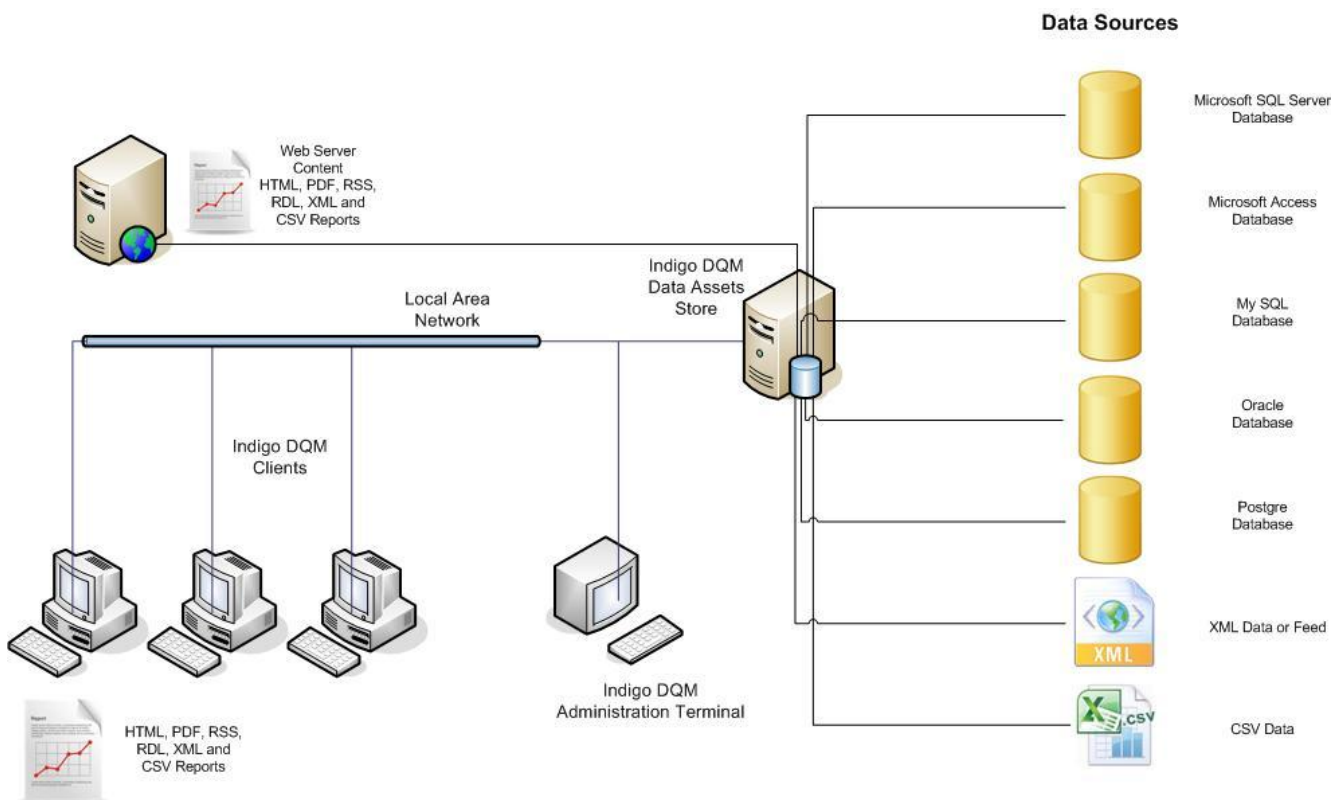 Data Sources
Microsoft SQL Server
Database
Report
Web Server
Content
HTML, PDF, RSS,
RDL, XML and
CSV Reports
Microsoft Access
Database
Indigo DQM
Data Assets
Store
Local Area
Network
My SQL
Database
Oracle
Database
Indigo DQM
Clients
Postgre
Database
XML
XML Data or Feed
Indigo DQM
Administration Terminal
X
.csv
CSV Data
Report
HTML, PDF, RSS,
RDL, XML and
CSV Reports